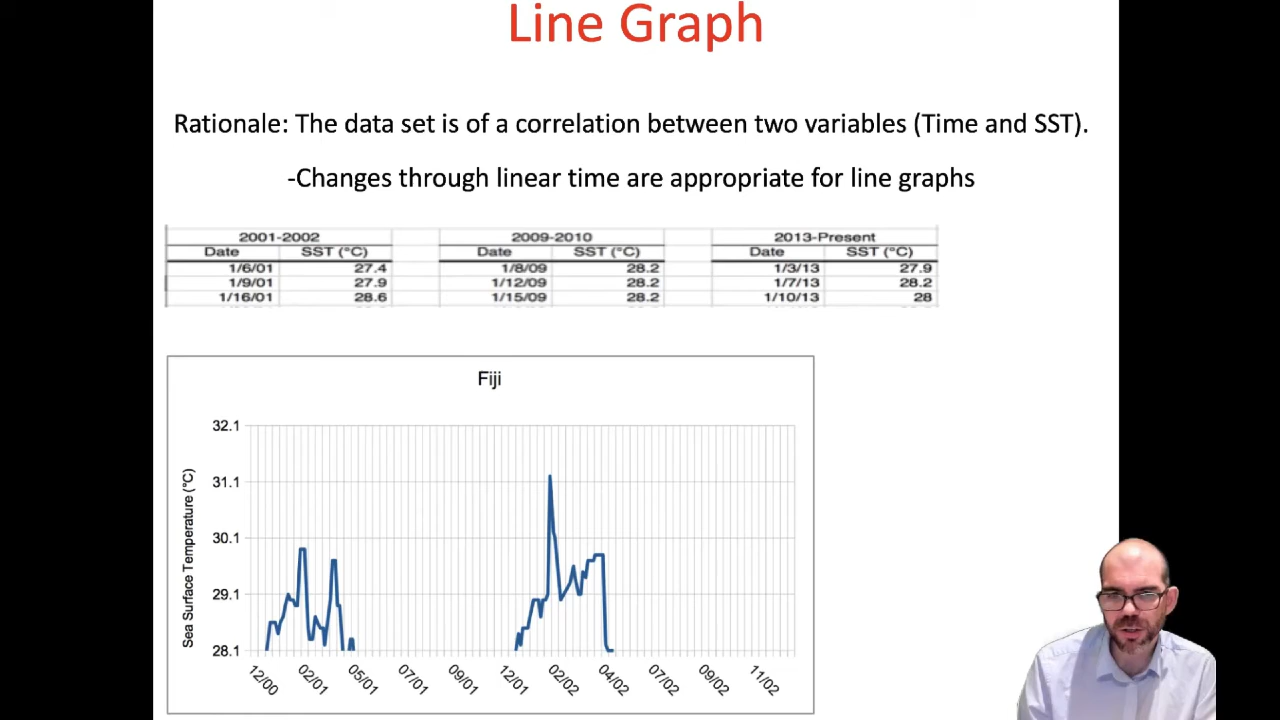 Line Graph
Rationale: The data set is of a correlation between two variables (Time and SST).
-Changes through linear time are appropriate for line graphs
2001-2002 2009-2010 2013-Present
Date SST (°C) Date SST (°C) Date SST (°C)
1/6/01 27.4 1/8/09 28.2 1/3/13 27.9
1/9/01 27.9 1/12/09 28.2 1/7/13 28.2
1/16/01 28.6 1/15/09 28.2 1/10/13 28
Fiji
Sea Surface Temperature (°C)
32.1
31.1
30.1
29.1
28.1
12/00 02/01 05/01 07/01 09/01 12/01 02/02 04/02 07/02 09/02 11/02